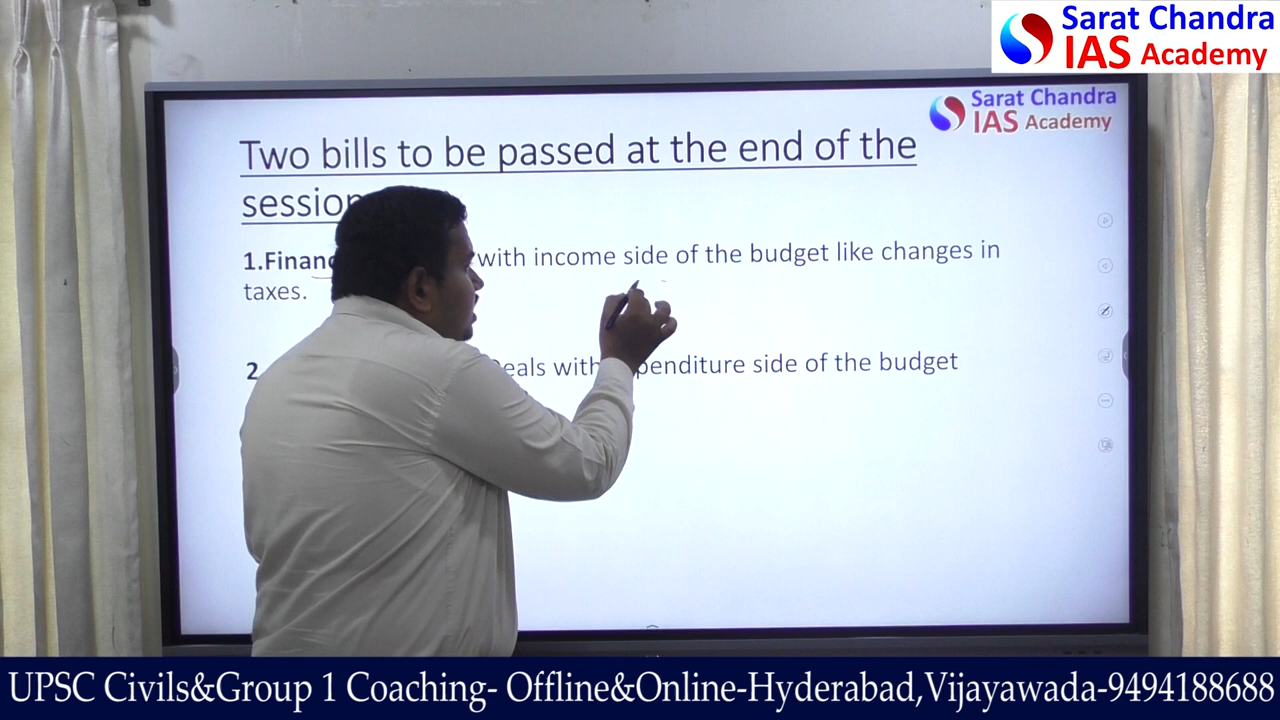 Sarat Chandra
IAS Academy
Sarat Chandra
IAS Academy
Two bills to be passed at the end of the
session
1.Financ with income side of the budget like changes in
taxes.
2 eals with penditure side of the budget
UPSC Civils&Group 1 Coaching- Offline&Online-Hyderabad,Vijayawada-9494188688